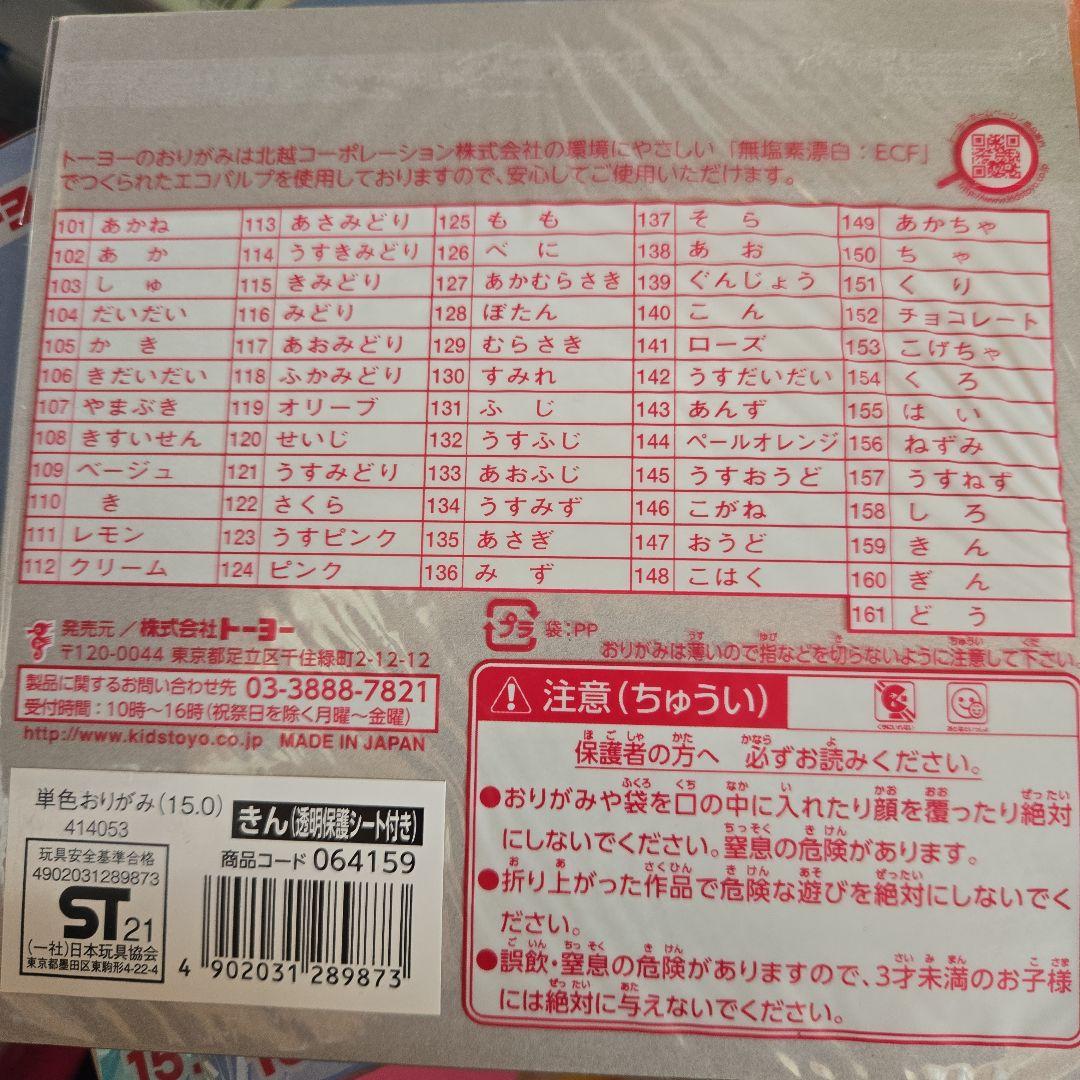 トーヨーのおりがみは北越コーポレーション株式会社の環境にやさしい「無塩素漂白:ECF」
でつくられたエコパルプを使用しておりますので、安心してご使用いただけます。
101 あかね 113 あさみどり 125 もも 137 そら 149 あかちゃ
102 あか 114 うすきみどり 126 べに 138 あお 150 ちゃ
103 しゅ 115 きみどり 127 あかむらさき 139 ぐんじょう 151 くり
104 だいだい 116 みどり 128 ぼたん 140 こん 152 チョコレート
105 かき 117 あおみどり 129 むらさき 141 ローズ 153 こげちゃ
106 きだいだい 118 ふかみどり 130 すみれ 142 うすだいだい 154 くろ
107 やまぶき 119 オリーブ 131 ふじ 143 あんず 155 はい
108 きすいせん 120 せいじ 132 うすふじ 144 ペールオレンジ 156 ねずみ
109 ベージュ 121 うすみどり 133 あおふじ 145 うすおうど 157 うすねず
110 き 122 さくら 134 うすみず 146 こがね 158 しろ
111 レモン 123 うすピンク 135 あさぎ 147 おうど 159 きん
112 クリーム 124 ピンク 136 みず 148 こはく 160 ぎん
161 どう
発売元/株式会社トーヨー
〒120-0044 東京都足立区千住緑町2-12-12
製品に関するお問い合わせ先 03-3888-7821
受付時間:10時〜16時(祝祭日を除く月曜〜金曜)
http://www.kidstoyo.co.jp MADE IN JAPAN
プラ 袋:PP
おりがみは薄いので指などを切らないように注意して下さい。
注意(ちゅうい)
保護者の方へ 必ずお読みください。
●おりがみや袋を口の中に入れたり顔を覆ったり絶対
にしないでください。窒息の危険があります。
●折り上がった作品で危険な遊びを絶対にしないでく
ださい。
●誤飲・窒息の危険がありますので、3才未満のお子様
には絶対に与えないでください。
単色おりがみ(15.0) きん(透明保護シート付き)
414053
商品コード 064159
玩具安全基準合格
4902031289873
ST 21
(一社)日本玩具協会
東京都墨田区東駒形4-22-4
4 902031 289873
15.